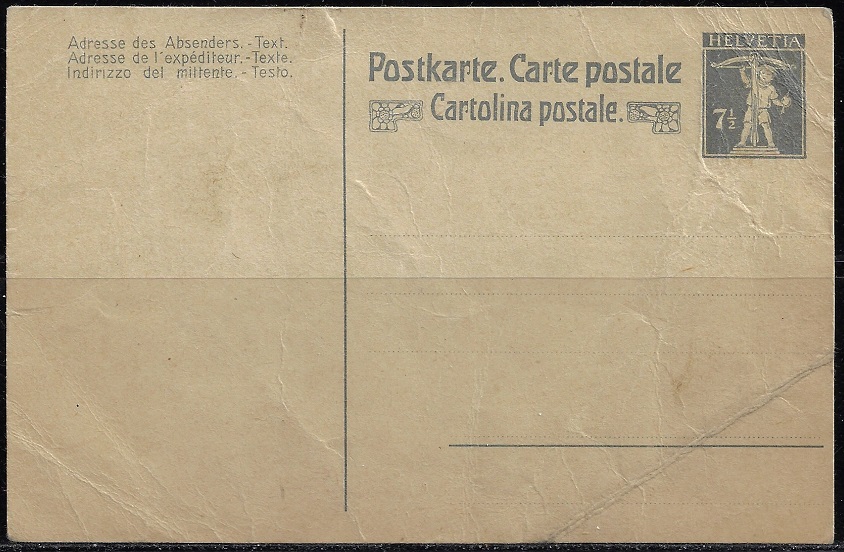 Adresse des Absenders.-Text.
Adresse de l'expéditeur.-Texte.
Indirizzo del mittente.-Testo.
Postkarte. Carte postale
Cartolina postale.
HELVETIA
7½